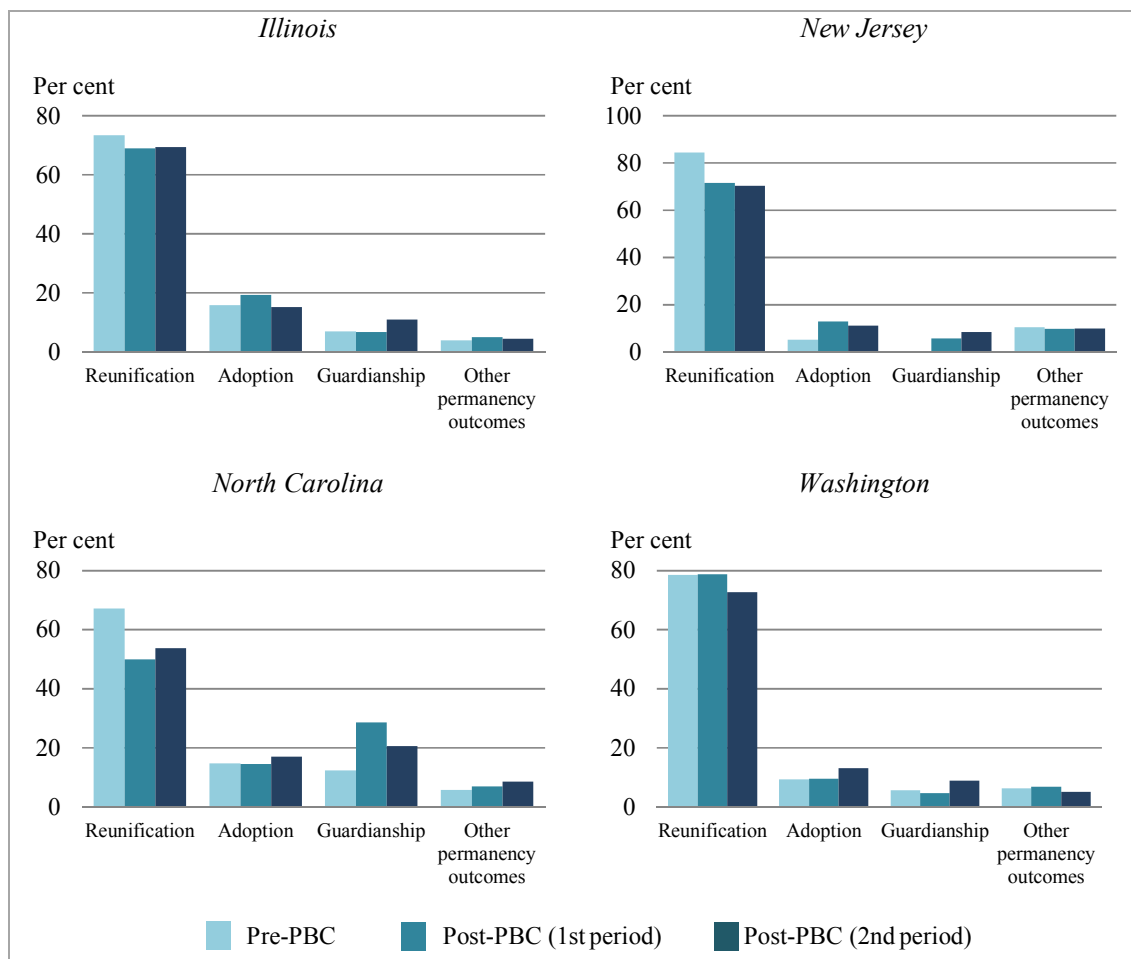 Illinois
Per cent
80
60
40
20
0
Reunification Adoption Guardianship Other
permanency
outcomes
New Jersey
Per cent
100
80
60
40
20
0
Reunification Adoption Guardianship Other
permanency
outcomes
North Carolina
Per cent
80
60
40
20
0
Reunification Adoption Guardianship Other
permanency
outcomes
Washington
Per cent
80
60
40
20
0
Reunification Adoption Guardianship Other
permanency
outcomes
Pre-PBC Post-PBC (1st period) Post-PBC (2nd period)